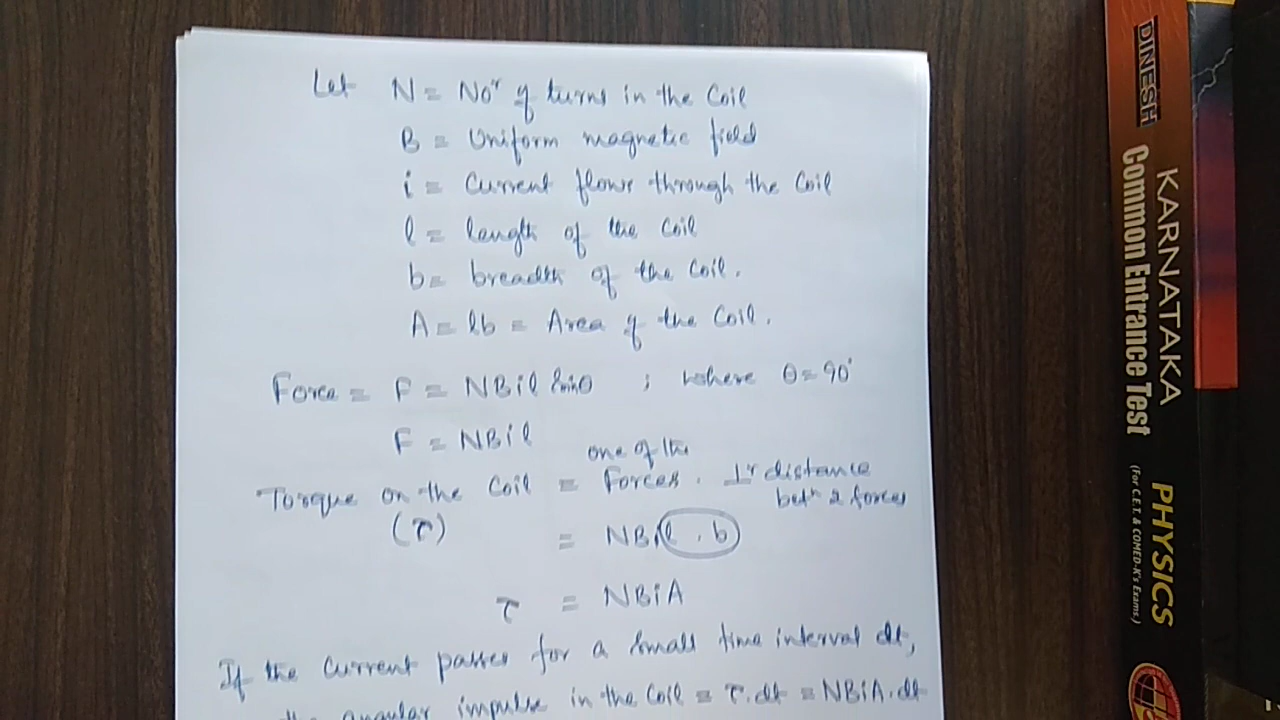 Let N = No^r of turns in the Coil
B = Uniform magnetic field
i = Current flows through the Coil
l = length of the Coil
b = breadth of the Coil.
A = lb = Area of the Coil.
Force = F = NBil Sinθ ; where θ = 90°
F = NBil
Torque on the Coil = one of the Forces . ⊥^r distance bet^n 2 forces
(τ) = NBil . b
τ = NBiA
If the current passes for a small time interval dt,
the angular impulse in the Coil = τ.dt = NBiA.dt
DINESH
KARNATAKA
Common Entrance Test
(For C.E.T. & COMED-K's Exams.)
PHYSICS